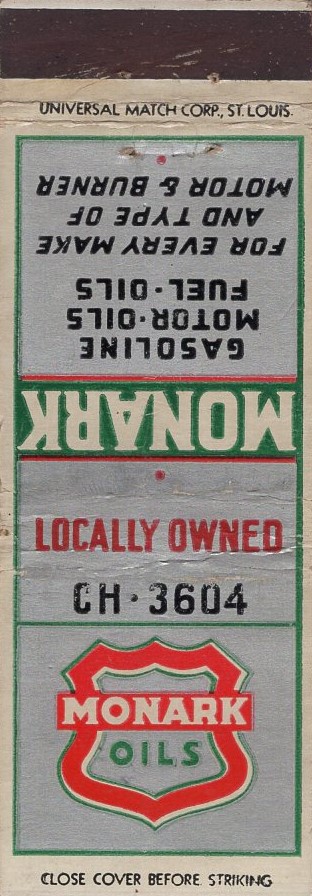 UNIVERSAL MATCH CORP., ST. LOUIS.
MONARK
GASOLINE
MOTOR-OILS
FUEL-OILS
FOR EVERY MAKE
AND TYPE OF
MOTOR & BURNER
LOCALLY OWNED
CH·3604
MONARK
OILS
CLOSE COVER BEFORE STRIKING